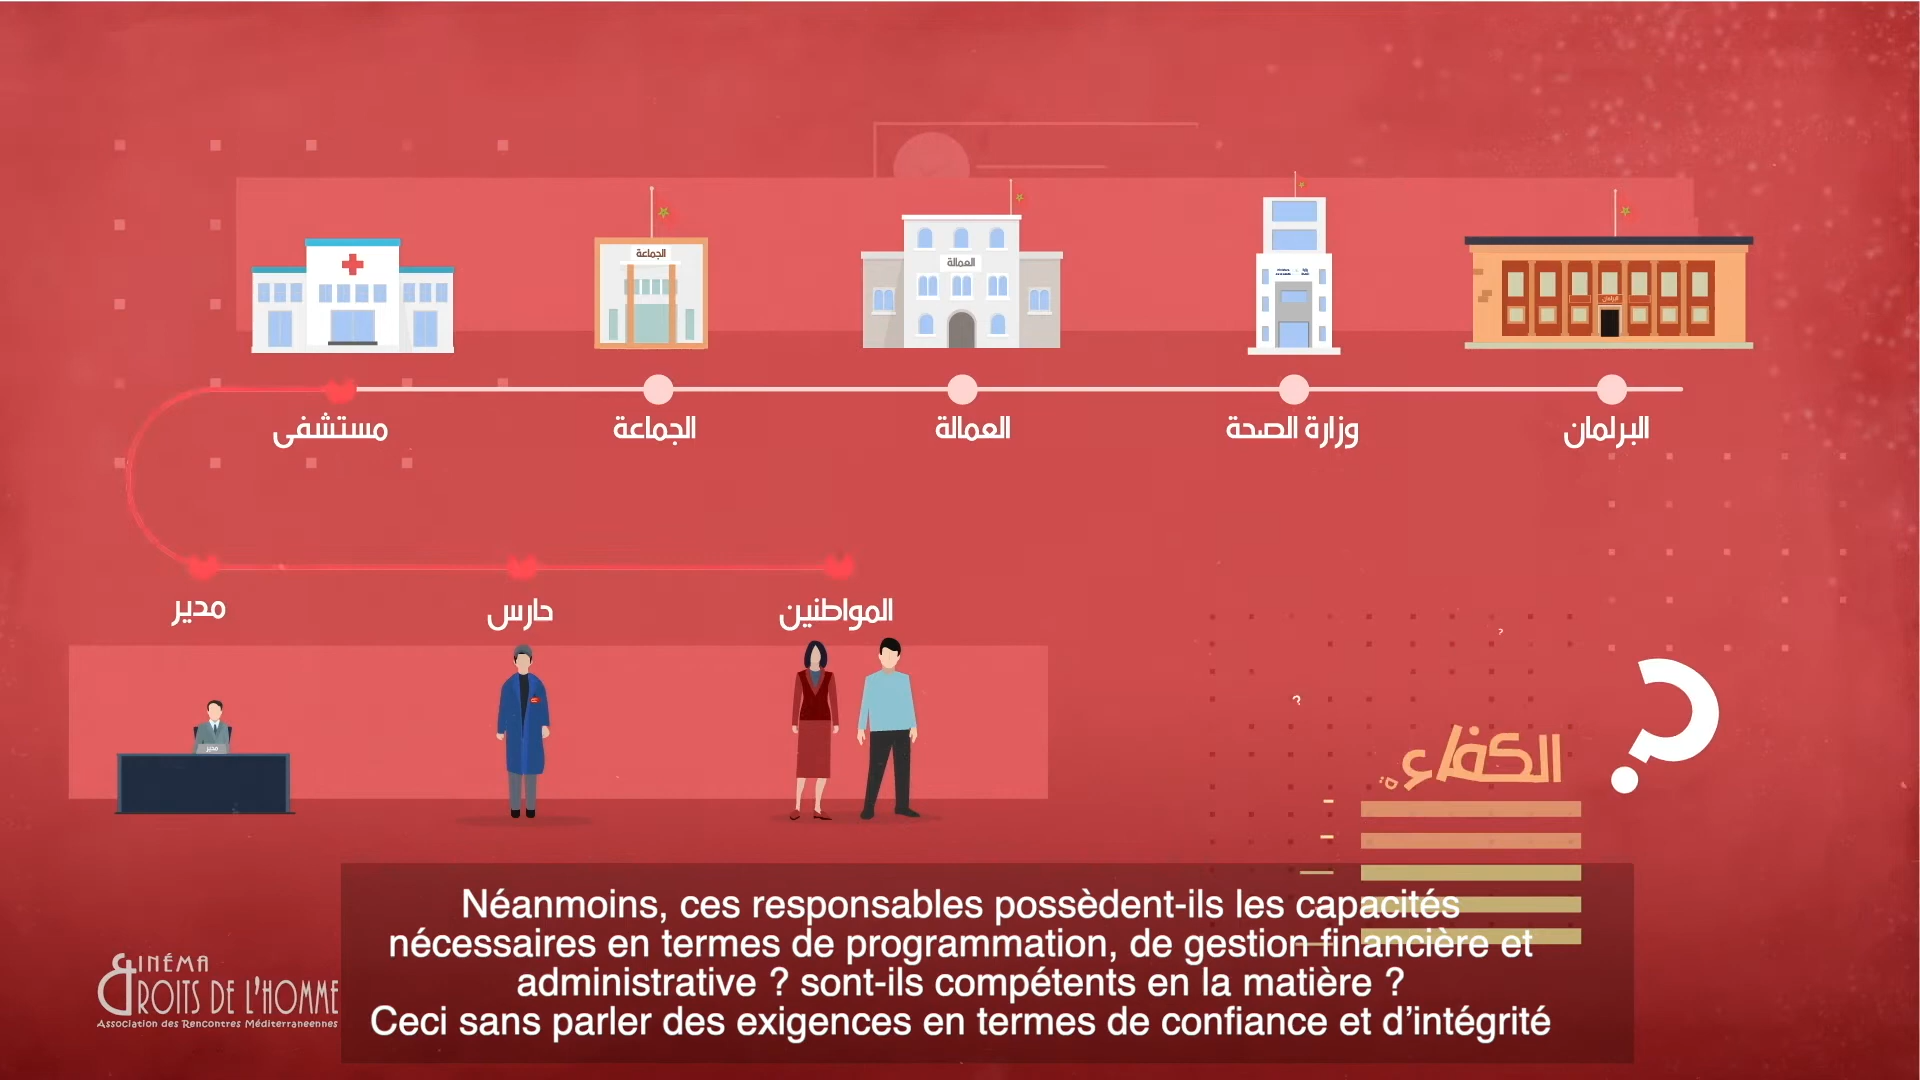 الجماعة
العمالة
البرلمان
البرلمان
وزارة الصحة
العمالة
الجماعة
مستشفى
المواطنين
حارس
مدير
مدير
?
?
؟
الكفاءة
Néanmoins, ces responsables possèdent-ils les capacités
nécessaires en termes de programmation, de gestion financière et
administrative ? sont-ils compétents en la matière ?
Ceci sans parler des exigences en termes de confiance et d’intégrité
CINÉMA
DROITS DE L'HOMME
Association des Rencontres Méditerraneennes